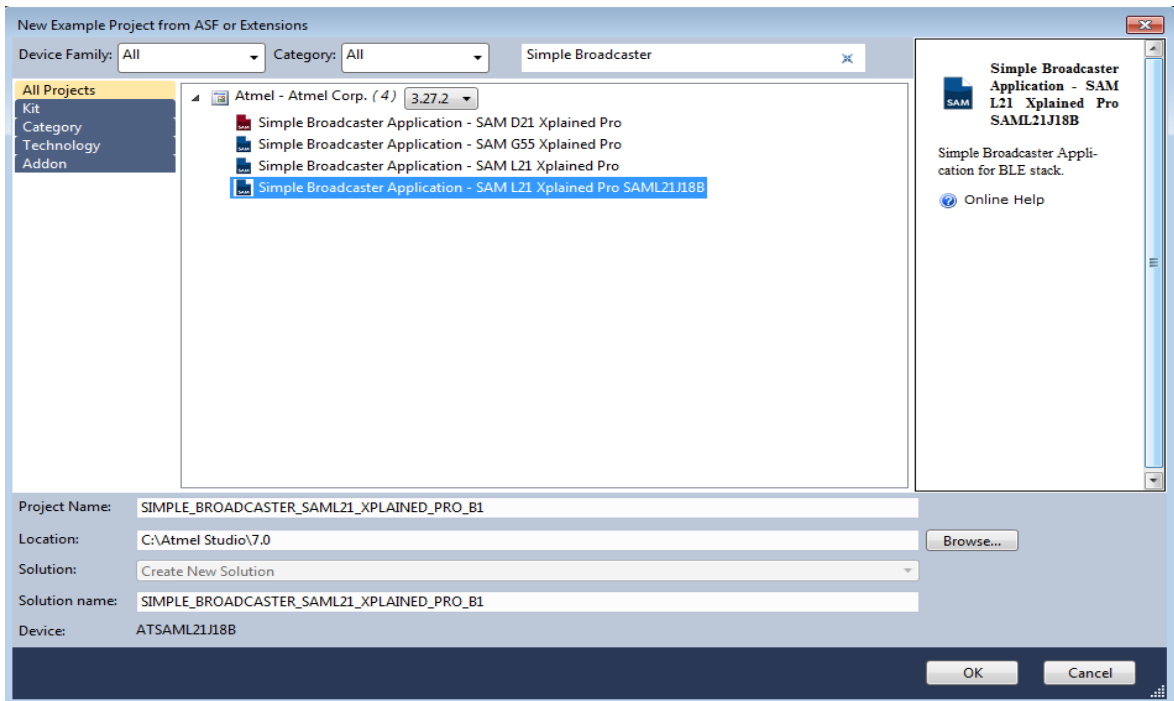 New Example Project from ASF or Extensions
Device Family: All Category: All Simple Broadcaster
All Projects
Kit
Category
Technology
Addon
Atmel - Atmel Corp. (4) 3.27.2
SAM Simple Broadcaster Application - SAM D21 Xplained Pro
SAM Simple Broadcaster Application - SAM G55 Xplained Pro
SAM Simple Broadcaster Application - SAM L21 Xplained Pro
SAM Simple Broadcaster Application - SAM L21 Xplained Pro SAML21J18B
SAM
Simple Broadcaster
Application - SAM
L21 Xplained Pro
SAML21J18B
Simple Broadcaster Appli-
cation for BLE stack.
? Online Help
Project Name: SIMPLE_BROADCASTER_SAML21_XPLAINED_PRO_B1
Location: C:\Atmel Studio\7.0 Browse...
Solution: Create New Solution
Solution name: SIMPLE_BROADCASTER_SAML21_XPLAINED_PRO_B1
Device: ATSAML21J18B
OK Cancel